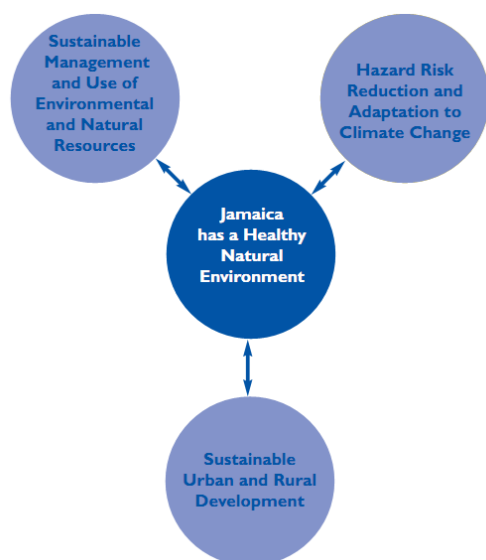 Sustainable
Management
and Use of
Environmental
and Natural
Resources
Hazard Risk
Reduction and
Adaptation to
Climate Change
Jamaica
has a Healthy
Natural
Environment
Sustainable
Urban and Rural
Development